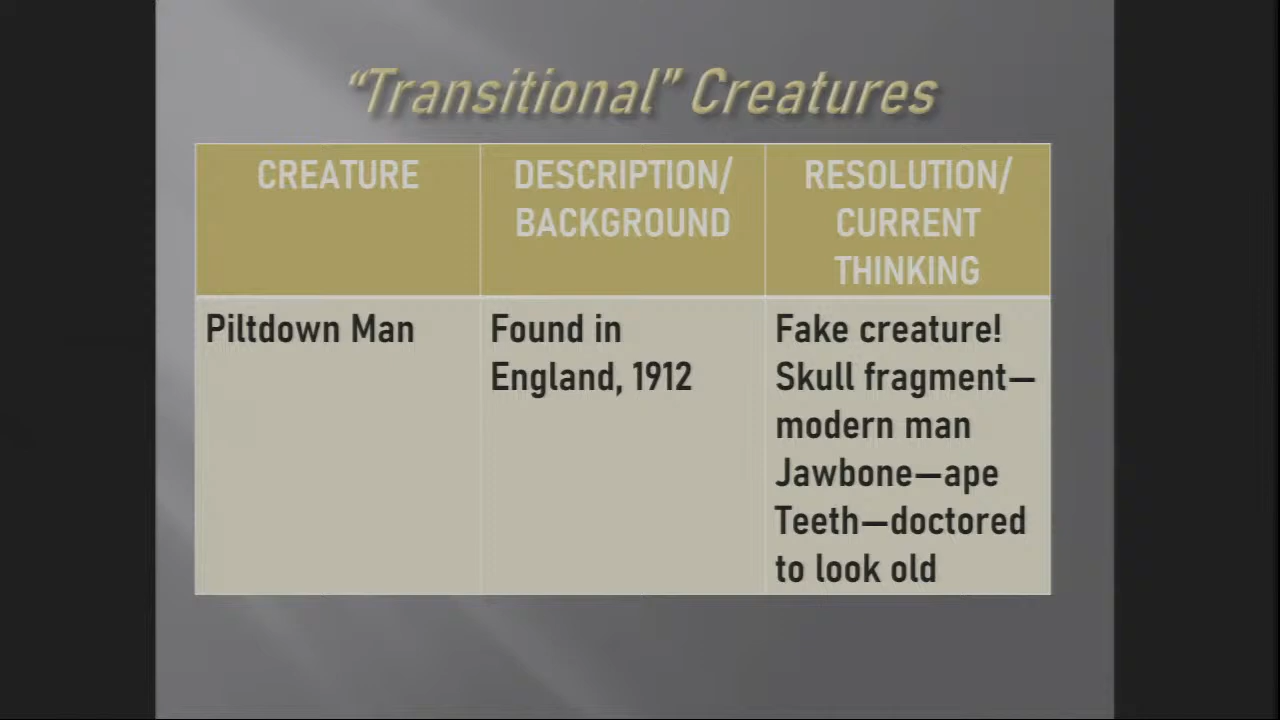 “Transitional” Creatures
CREATURE
DESCRIPTION/
BACKGROUND
RESOLUTION/
CURRENT
THINKING
Piltdown Man
Found in
England, 1912
Fake creature!
Skull fragment—
modern man
Jawbone—ape
Teeth—doctored
to look old